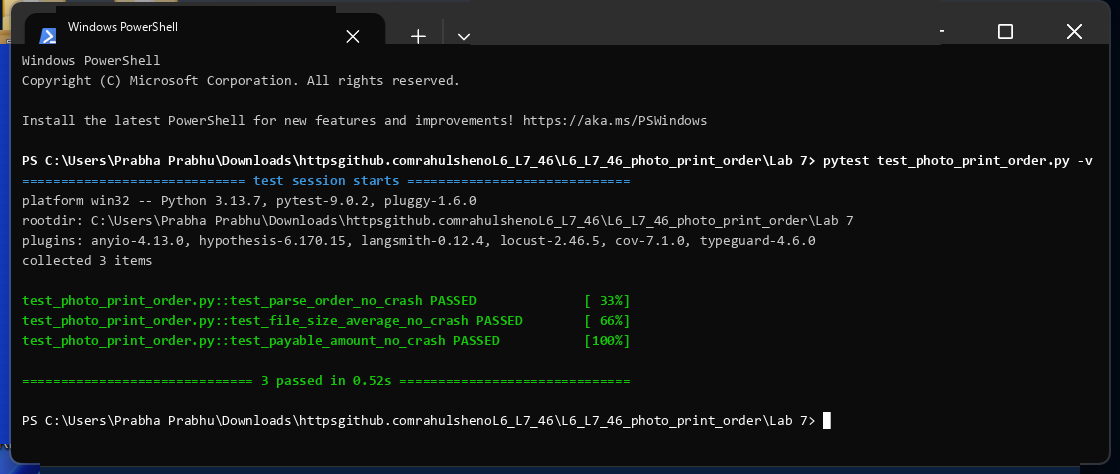 Windows PowerShell
Windows PowerShell
Copyright (C) Microsoft Corporation. All rights reserved.
Install the latest PowerShell for new features and improvements! https://aka.ms/PSWindows
PS C:\Users\Prabha Prabhu\Downloads\httpsgithub.comrahulshenoL6_L7_46\L6_L7_46_photo_print_order\Lab 7> pytest test_photo_print_order.py -v
============================= test session starts =============================
platform win32 -- Python 3.13.7, pytest-9.0.2, pluggy-1.6.0
rootdir: C:\Users\Prabha Prabhu\Downloads\httpsgithub.comrahulshenoL6_L7_46\L6_L7_46_photo_print_order\Lab 7
plugins: anyio-4.13.0, hypothesis-6.170.15, langsmith-0.12.4, locust-2.46.5, cov-7.1.0, typeguard-4.6.0
collected 3 items
test_photo_print_order.py::test_parse_order_no_crash PASSED              [ 33%]
test_photo_print_order.py::test_file_size_average_no_crash PASSED        [ 66%]
test_photo_print_order.py::test_payable_amount_no_crash PASSED           [100%]
============================== 3 passed in 0.52s ==============================
PS C:\Users\Prabha Prabhu\Downloads\httpsgithub.comrahulshenoL6_L7_46\L6_L7_46_photo_print_order\Lab 7>